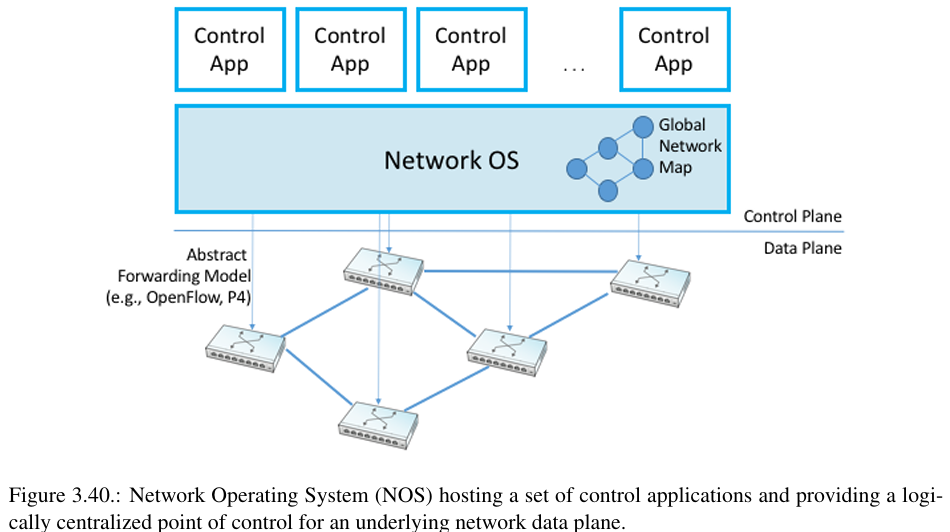 Control
App
Control
App
Control
App
...
Control
App
Network OS
Global
Network
Map
Control Plane
Data Plane
Abstract
Forwarding Model
(e.g., OpenFlow, P4)
Figure 3.40.: Network Operating System (NOS) hosting a set of control applications and providing a logi-
cally centralized point of control for an underlying network data plane.